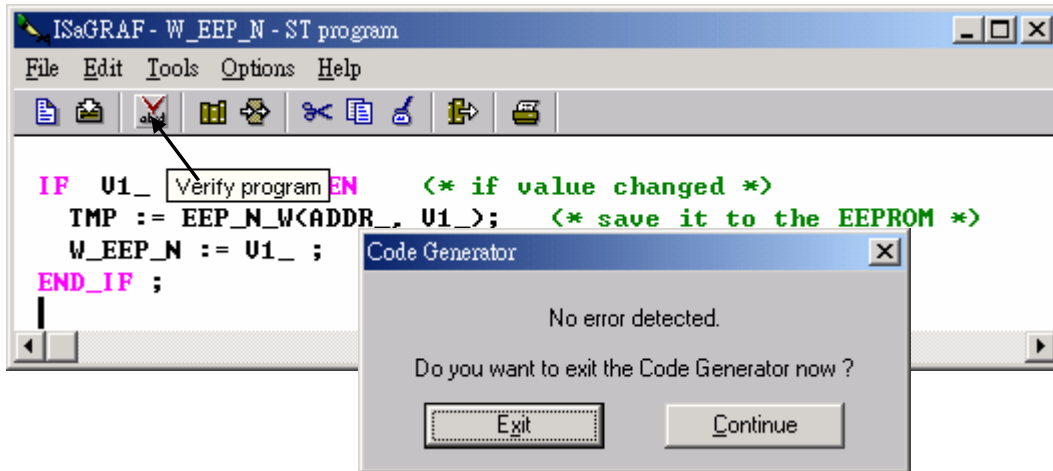 ISaGRAF - W_EEP_N - ST program
File Edit Tools Options Help
IF V1_ EN (* if value changed *)
Verify program
TMP := EEP_N_W(ADDR_, V1_); (* save it to the EEPROM *)
W_EEP_N := V1_ ;
END_IF ;
Code Generator
No error detected.
Do you want to exit the Code Generator now ?
Exit Continue